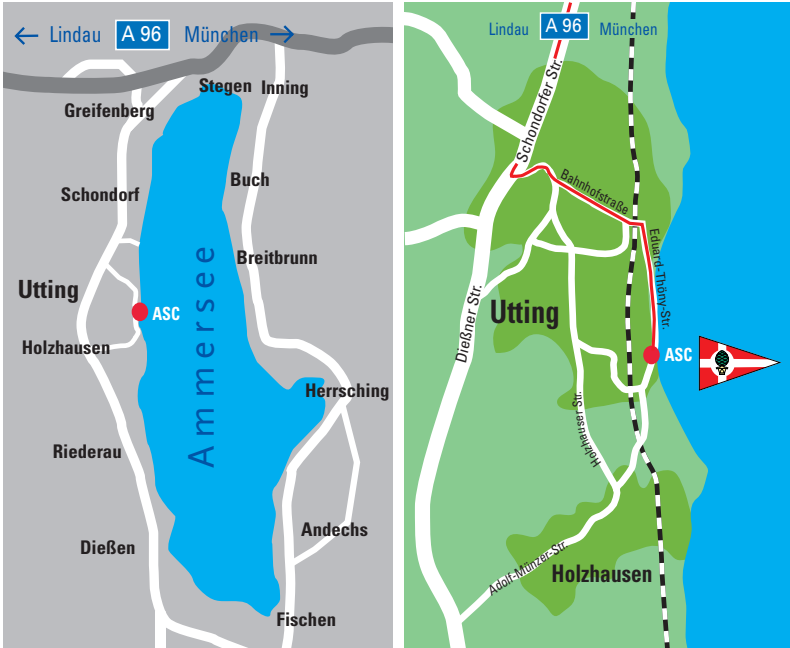 ← Lindau A 96 München →
Stegen Inning
Greifenberg
Buch
Schondorf
Breitbrunn
Utting
ASC
Holzhausen
Ammersee
Herrsching
Riederau
Andechs
Dießen
Fischen
Lindau A 96 München
Schondorfer Str.
Bahnhofstraße
Eduard-Thöny-Str.
Dießner Str.
Utting
ASC
Holzhauser Str.
Adolf-Münzer-Str.
Holzhausen